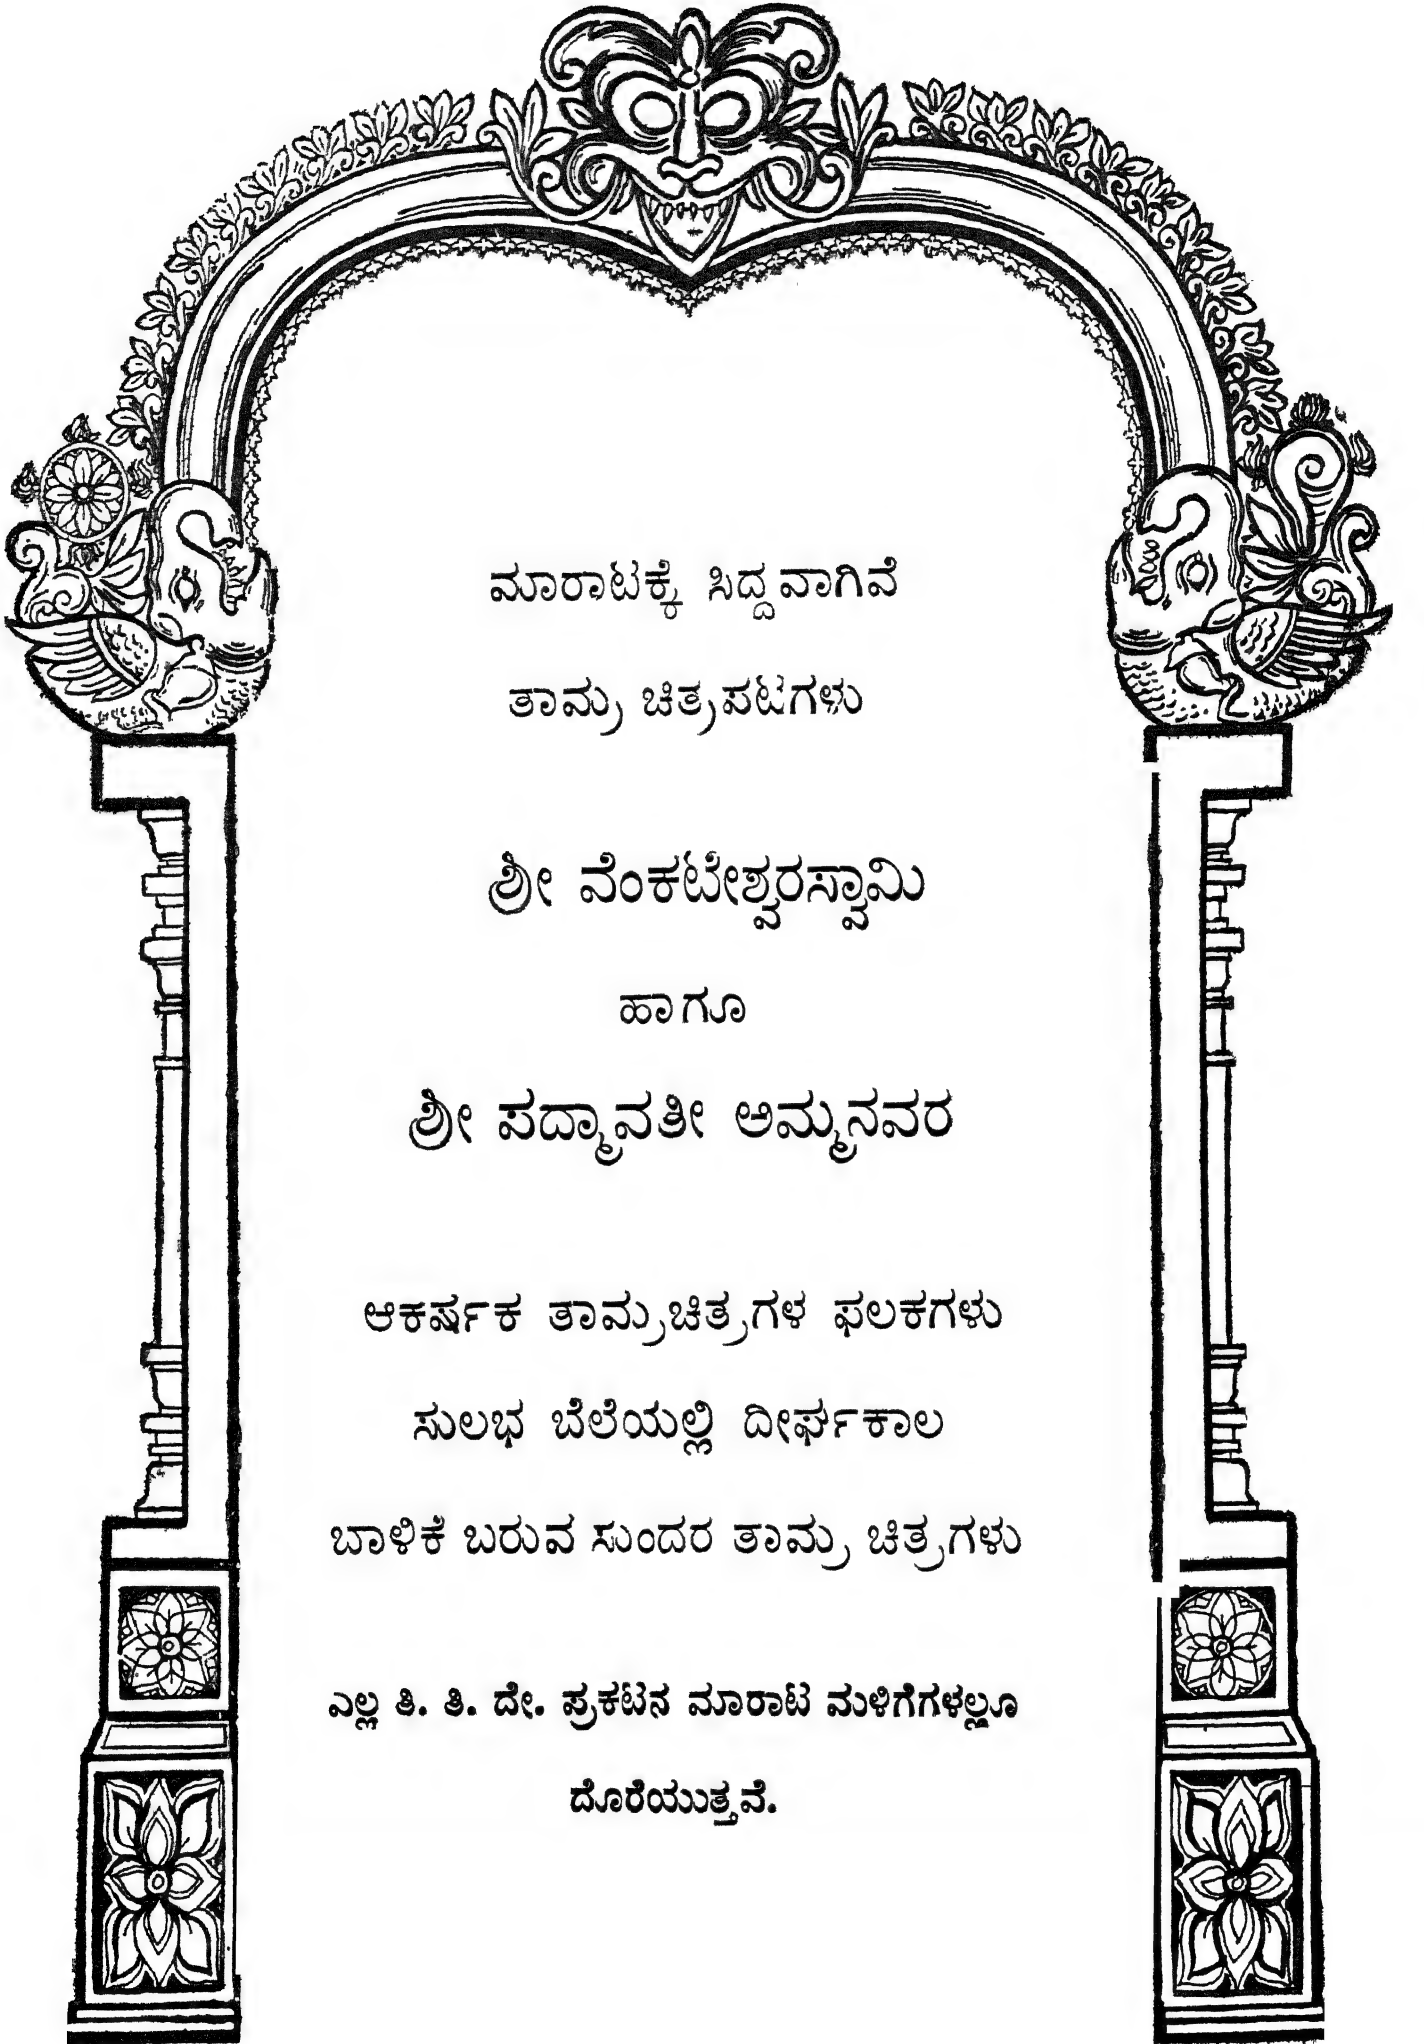 ಮಾರಾಟಕ್ಕೆ ಸಿದ್ದವಾಗಿವೆ
ತಾಮ್ರ ಚಿತ್ರಪಟಗಳು
ಶ್ರೀ ವೆಂಕಟೇಶ್ವರಸ್ವಾಮಿ
ಹಾಗೂ
ಶ್ರೀ ಪದ್ಮಾವತೀ ಅಮ್ಮನವರ
ಆಕರ್ಷಕ ತಾಮ್ರಚಿತ್ರಗಳ ಫಲಕಗಳು
ಸುಲಭ ಬೆಲೆಯಲ್ಲಿ ದೀರ್ಘಕಾಲ
ಬಾಳಿಕೆ ಬರುವ ಸುಂದರ ತಾಮ್ರ ಚಿತ್ರಗಳು
ಎಲ್ಲ ತಿ. ತಿ. ದೇ. ಪ್ರಕಟನ ಮಾರಾಟ ಮಳಿಗೆಗಳಲ್ಲೂ
ದೊರೆಯುತ್ತವೆ.